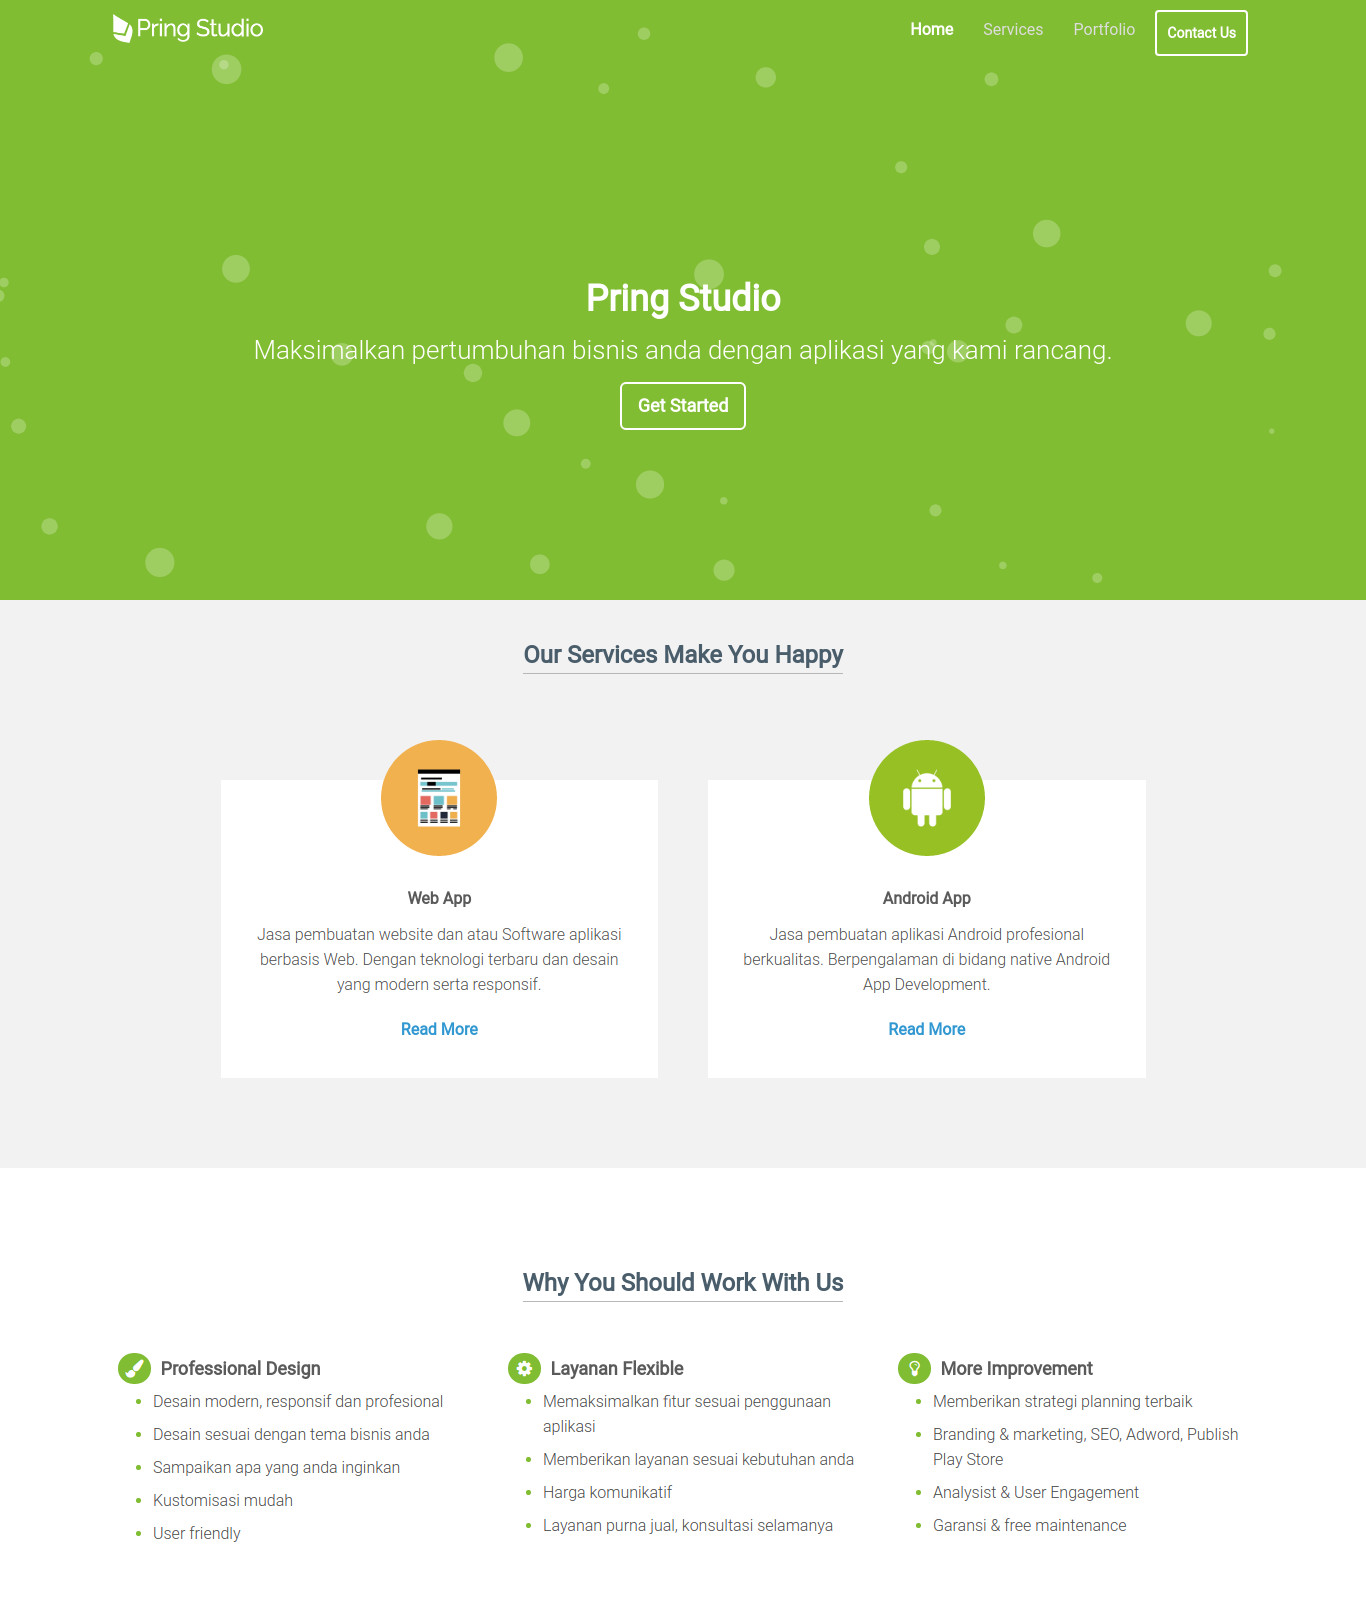 Pring Studio
Home
Services
Portfolio
Contact Us
Pring Studio
Maksimalkan pertumbuhan bisnis anda dengan aplikasi yang kami rancang.
Get Started
Our Services Make You Happy
Web App
Jasa pembuatan website dan atau Software aplikasi
berbasis Web. Dengan teknologi terbaru dan desain
yang modern serta responsif.
Read More
Android App
Jasa pembuatan aplikasi Android profesional
berkualitas. Berpengalaman di bidang native Android
App Development.
Read More
Why You Should Work With Us
Professional Design
Desain modern, responsif dan profesional
Desain sesuai dengan tema bisnis anda
Sampaikan apa yang anda inginkan
Kustomisasi mudah
User friendly
Layanan Flexible
Memaksimalkan fitur sesuai penggunaan
aplikasi
Memberikan layanan sesuai kebutuhan anda
Harga komunikatif
Layanan purna jual, konsultasi selamanya
More Improvement
Memberikan strategi planning terbaik
Branding & marketing, SEO, Adword, Publish
Play Store
Analysist & User Engagement
Garansi & free maintenance